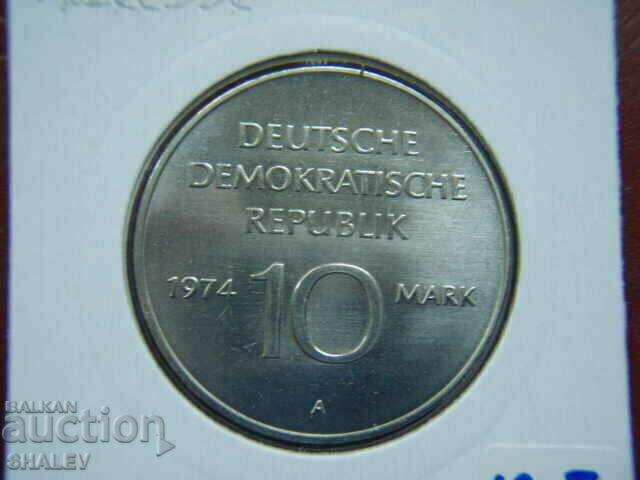 DEUTSCHE
DEMOKRATISCHE
REPUBLIK
1974 10 MARK
A
BALKAN
auction
SHALEV